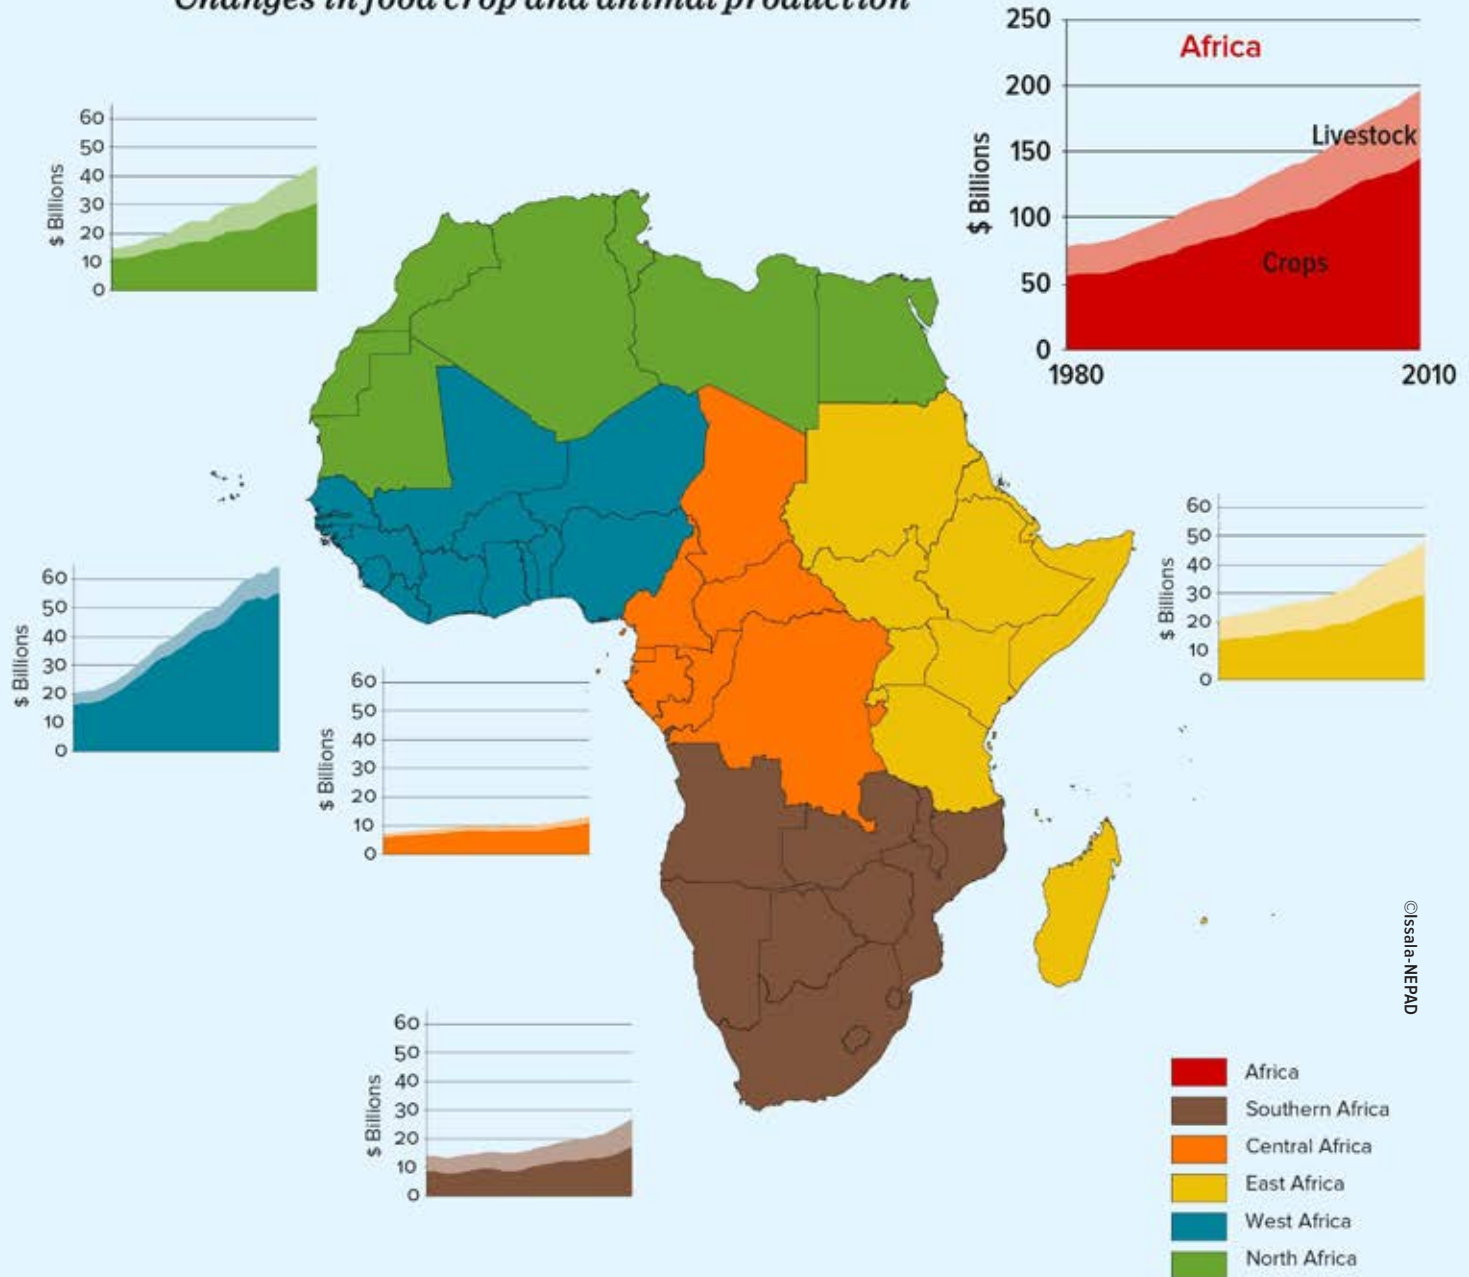 Changes in food crop and animal production
250
200
150
100
50
0
$ Billions
Africa
Livestock
Crops
1980
2010
60
50
40
30
20
10
0
$ Billions
60
50
40
30
20
10
0
$ Billions
60
50
40
30
20
10
0
$ Billions
60
50
40
30
20
10
0
$ Billions
60
50
40
30
20
10
0
$ Billions
©Issala-NEPAD
Africa
Southern Africa
Central Africa
East Africa
West Africa
North Africa